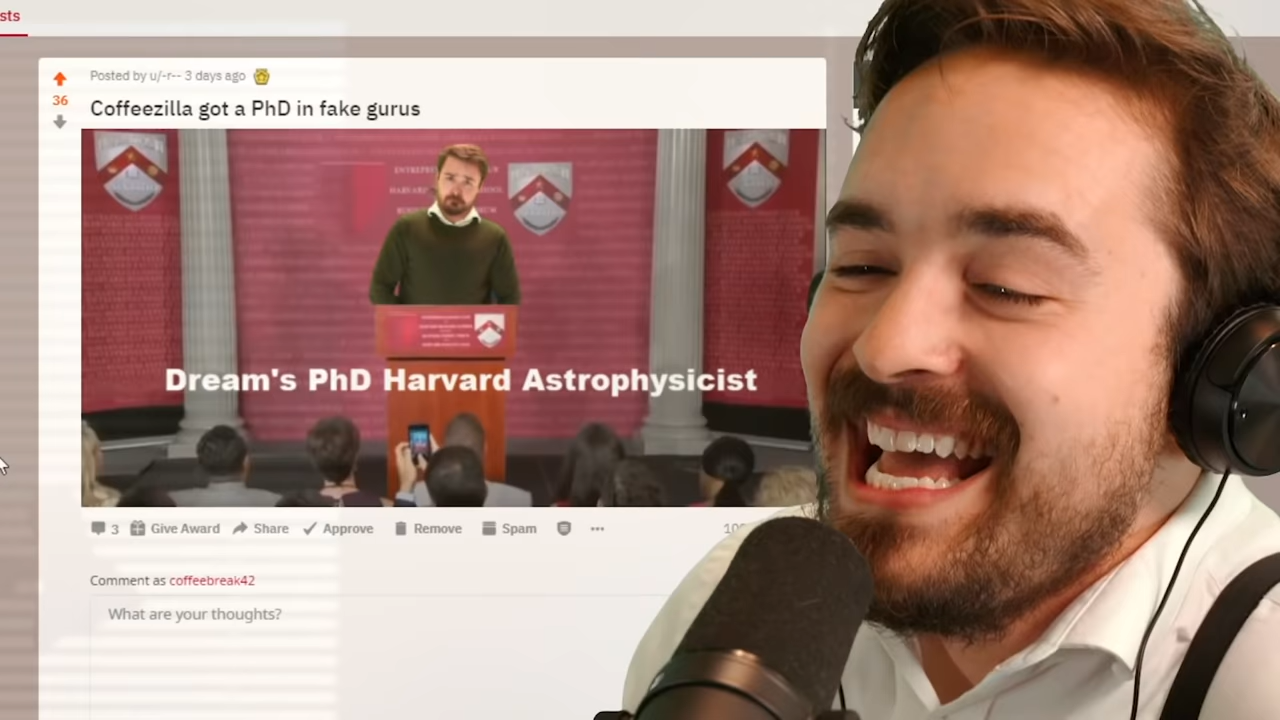 sts
Posted by u/-r-- 3 days ago
36
Coffeezilla got a PhD in fake gurus
Dream's PhD Harvard Astrophysicist
3 Give Award Share Approve Remove Spam
Comment as coffeebreak42
What are your thoughts?